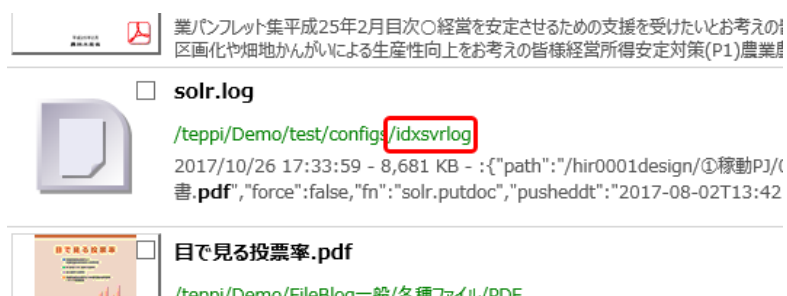 業パンフレット集平成25年2月目次○経営を安定させるための支援を受けたいとお考えの
区画化や畑地かんがいによる生産性向上をお考えの皆様経営所得安定対策(P1)農業
solr.log
/teppi/Demo/test/configs/idxsvrlog
2017/10/26 17:33:59 - 8,681 KB - :{"path":"/hir0001design/①稼動PJ/
書.pdf","force":false,"fn":"solr.putdoc","pusheddt":"2017-08-02T13:42
目で見る投票率
目で見る投票率.pdf
/teppi/Demo/FileBlog一般/各種ファイル/PDF